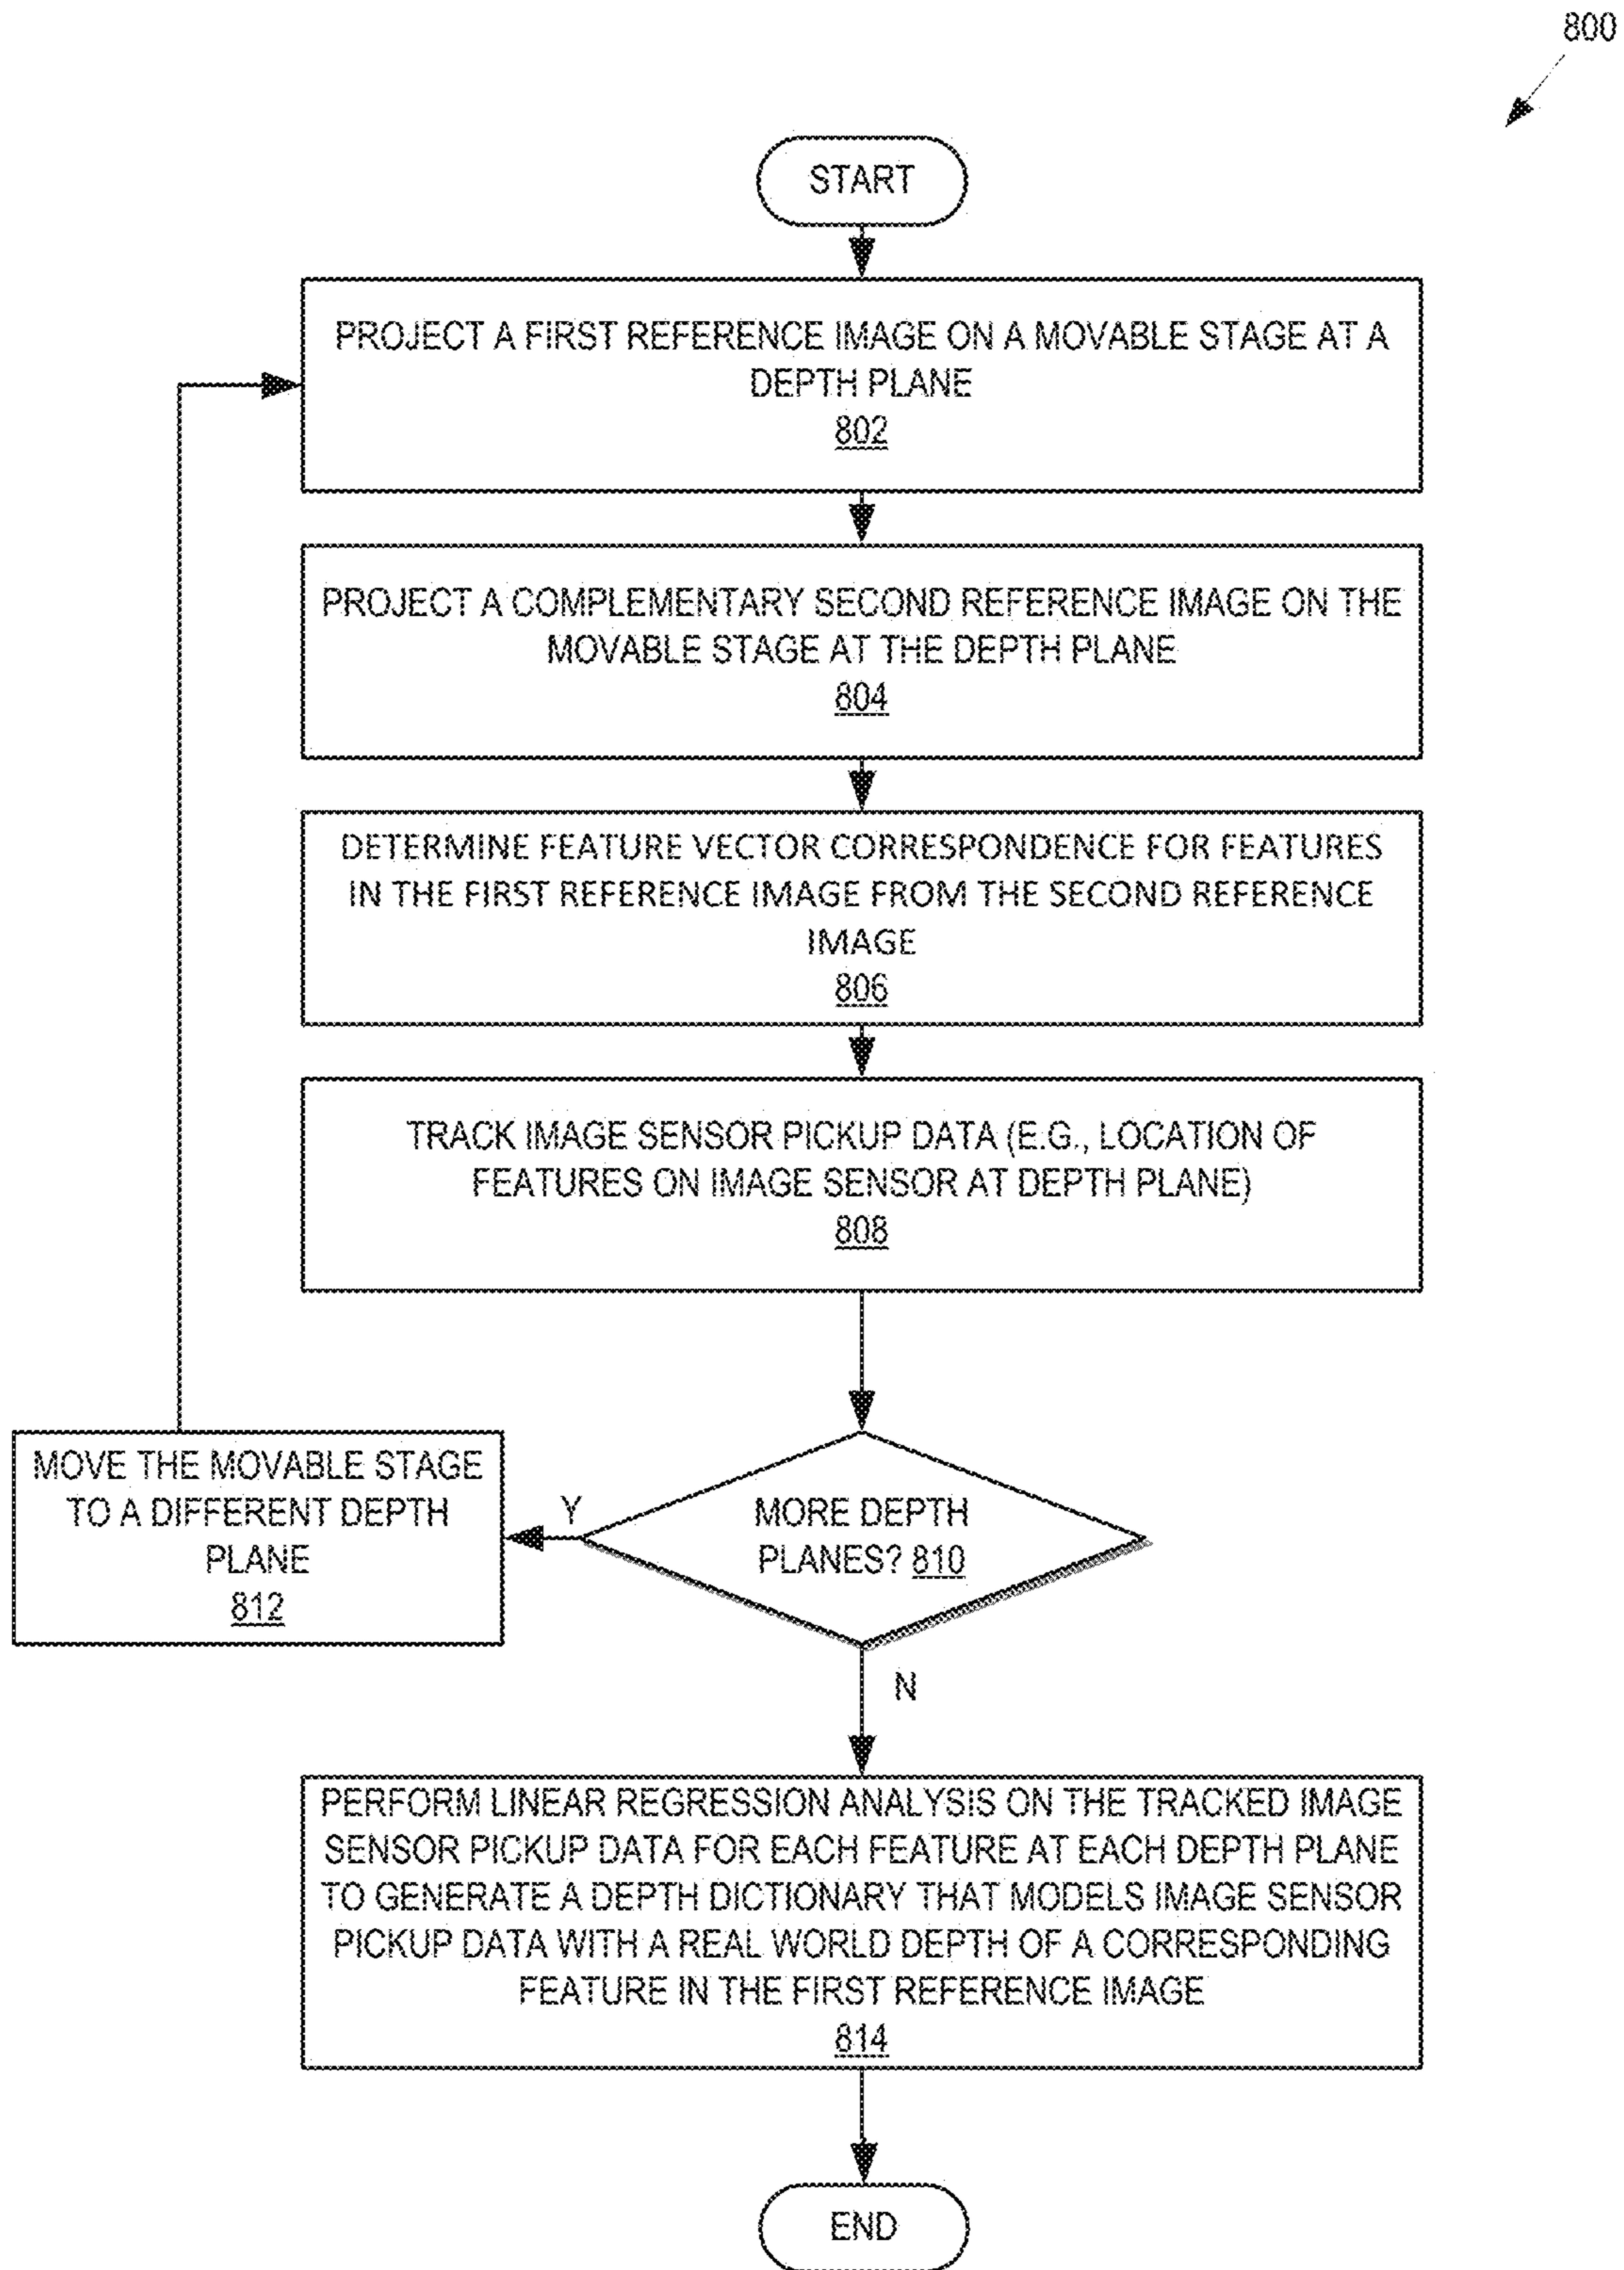 800
START
PROJECT A FIRST REFERENCE IMAGE ON A MOVABLE STAGE AT A
DEPTH PLANE
802
PROJECT A COMPLEMENTARY SECOND REFERENCE IMAGE ON THE
MOVABLE STAGE AT THE DEPTH PLANE
804
DETERMINE FEATURE VECTOR CORRESPONDENCE FOR FEATURES
IN THE FIRST REFERENCE IMAGE FROM THE SECOND REFERENCE
IMAGE
806
TRACK IMAGE SENSOR PICKUP DATA (E.G., LOCATION OF
FEATURES ON IMAGE SENSOR AT DEPTH PLANE)
808
MORE DEPTH
PLANES? 810
Y
MOVE THE MOVABLE STAGE
TO A DIFFERENT DEPTH
PLANE
812
N
PERFORM LINEAR REGRESSION ANALYSIS ON THE TRACKED IMAGE
SENSOR PICKUP DATA FOR EACH FEATURE AT EACH DEPTH PLANE
TO GENERATE A DEPTH DICTIONARY THAT MODELS IMAGE SENSOR
PICKUP DATA WITH A REAL WORLD DEPTH OF A CORRESPONDING
FEATURE IN THE FIRST REFERENCE IMAGE
814
END